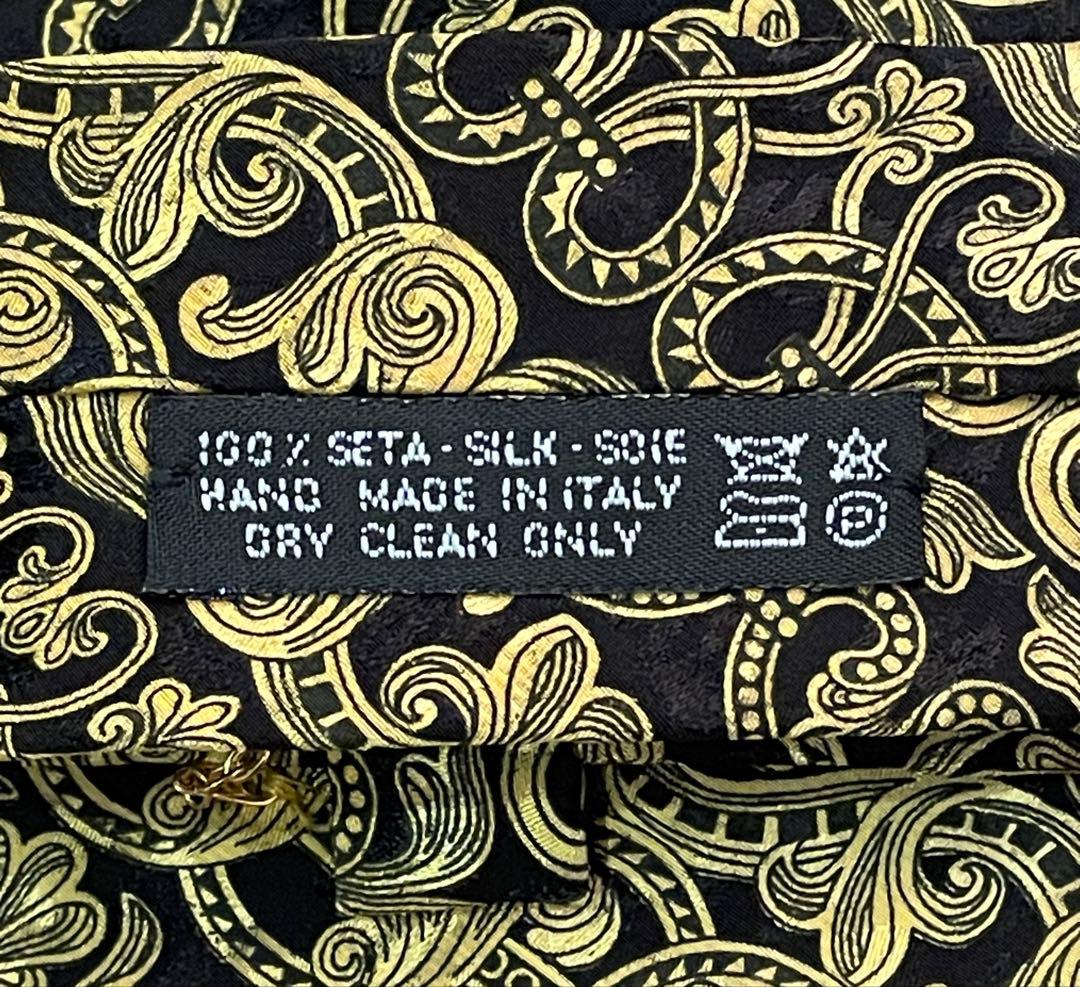 100% SETA - SILK - SOIE
HAND MADE IN ITALY
DRY CLEAN ONLY
P